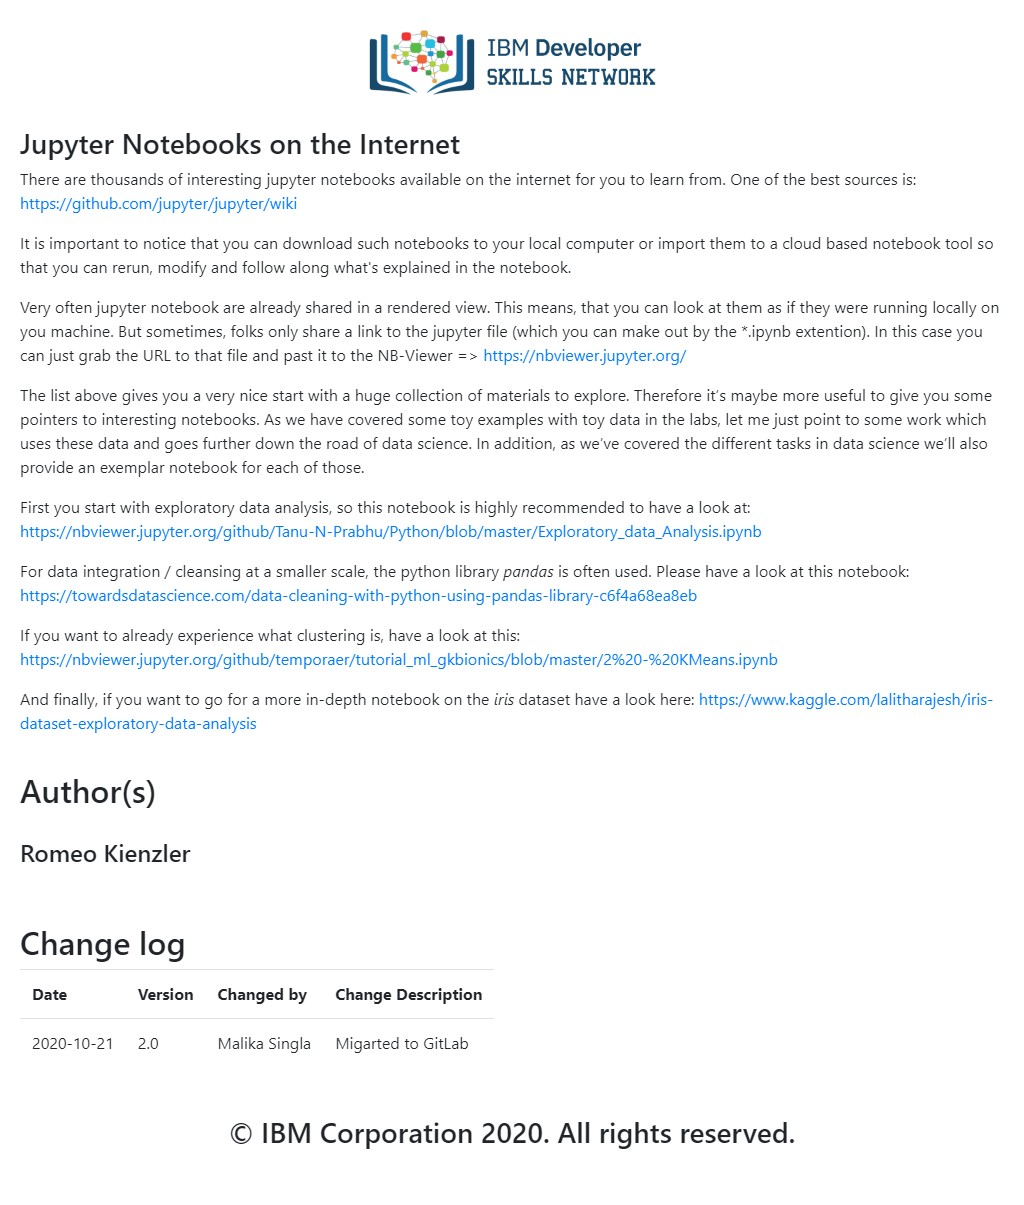 IBM Developer
SKILLS NETWORK
Jupyter Notebooks on the Internet
There are thousands of interesting jupyter notebooks available on the internet for you to learn from. One of the best sources is:
https://github.com/jupyter/jupyter/wiki
It is important to notice that you can download such notebooks to your local computer or import them to a cloud based notebook tool so
that you can rerun, modify and follow along what's explained in the notebook.
Very often jupyter notebook are already shared in a rendered view. This means, that you can look at them as if they were running locally on
you machine. But sometimes, folks only share a link to the jupyter file (which you can make out by the *.ipynb extention). In this case you
can just grab the URL to that file and past it to the NB-Viewer => https://nbviewer.jupyter.org/
The list above gives you a very nice start with a huge collection of materials to explore. Therefore it’s maybe more useful to give you some
pointers to interesting notebooks. As we have covered some toy examples with toy data in the labs, let me just point to some work which
uses these data and goes further down the road of data science. In addition, as we’ve covered the different tasks in data science we’ll also
provide an exemplar notebook for each of those.
First you start with exploratory data analysis, so this notebook is highly recommended to have a look at:
https://nbviewer.jupyter.org/github/Tanu-N-Prabhu/Python/blob/master/Exploratory_data_Analysis.ipynb
For data integration / cleansing at a smaller scale, the python library pandas is often used. Please have a look at this notebook:
https://towardsdatascience.com/data-cleaning-with-python-using-pandas-library-c6f4a68ea8eb
If you want to already experience what clustering is, have a look at this:
https://nbviewer.jupyter.org/github/temporaer/tutorial_ml_gkbionics/blob/master/2%20-%20KMeans.ipynb
And finally, if you want to go for a more in-depth notebook on the iris dataset have a look here: https://www.kaggle.com/lalitharajesh/iris-
dataset-exploratory-data-analysis
Author(s)
Romeo Kienzler
Change log
Date Version Changed by Change Description
2020-10-21 2.0 Malika Singla Migarted to GitLab
© IBM Corporation 2020. All rights reserved.